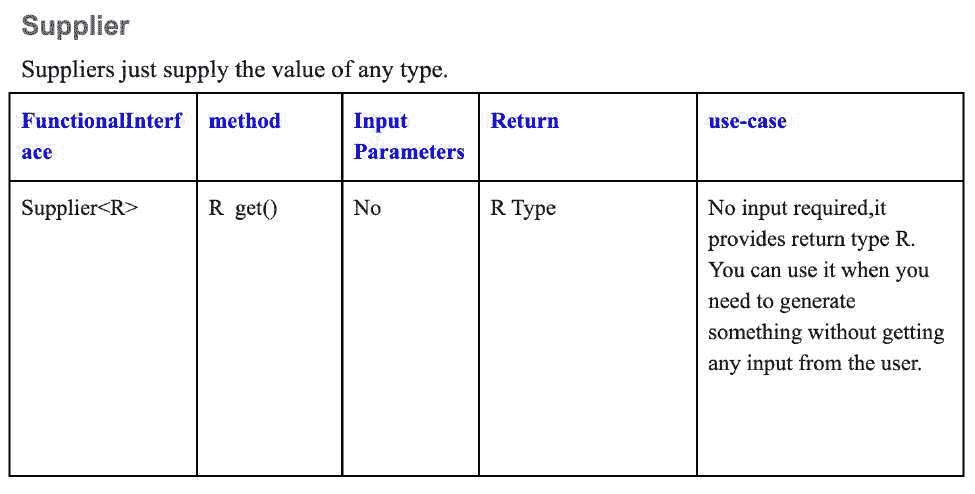 Supplier
Suppliers just supply the value of any type.
FunctionalInterf
ace
method
Input
Parameters
Return
use-case
Supplier<R>
R  get()
No
R Type
No input required,it
provides return type R.
You can use it when you
need to generate
something without getting
any input from the user.